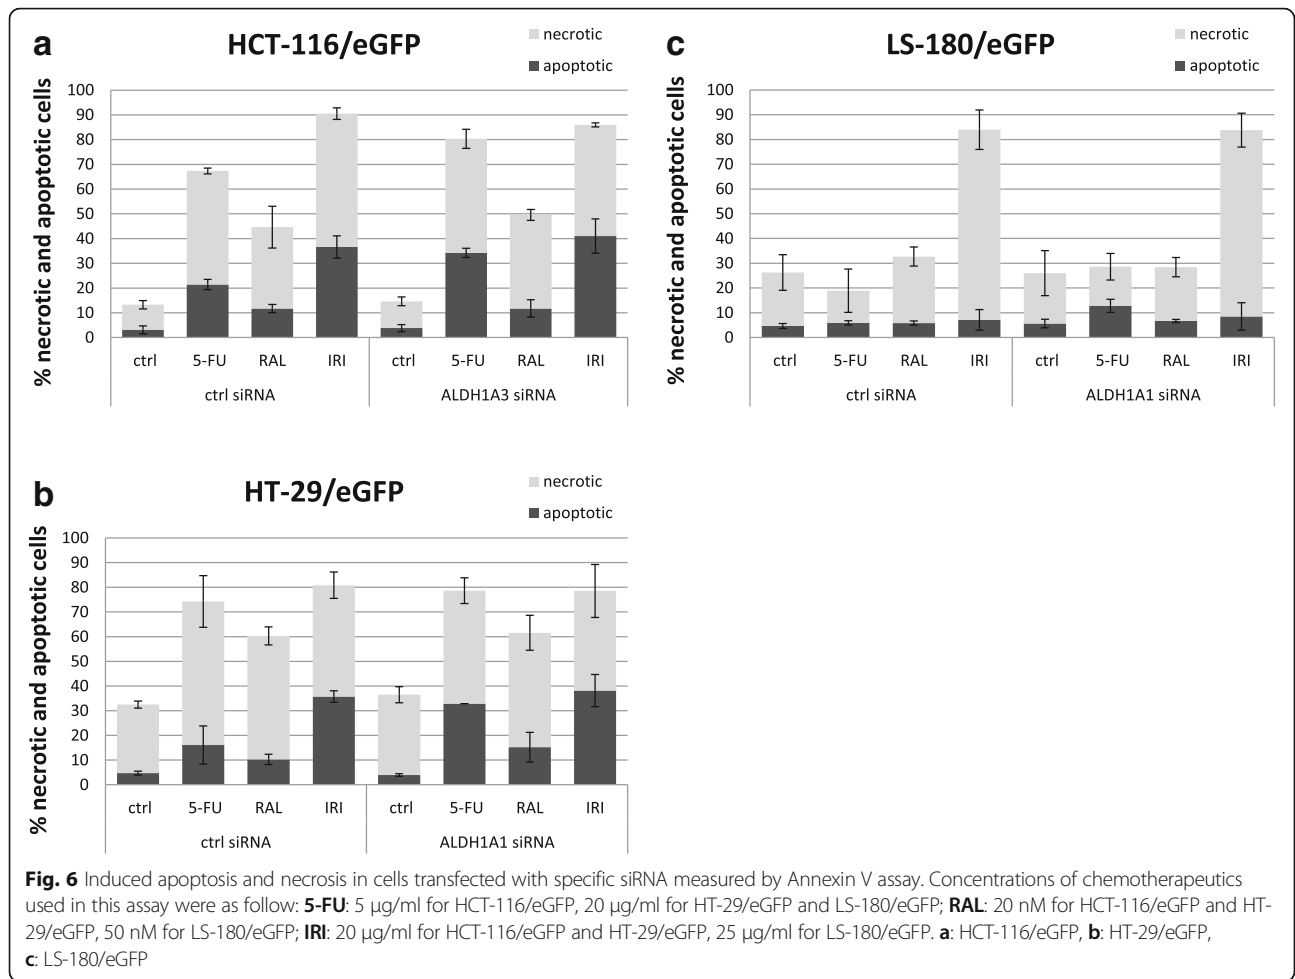 a
HCT-116/eGFP
necrotic
apoptotic
% necrotic and apoptotic cells
100
90
80
70
60
50
40
30
20
10
0
ctrl 5-FU RAL IRI ctrl 5-FU RAL IRI
ctrl siRNA ALDH1A3 siRNA
c
LS-180/eGFP
necrotic
apoptotic
% necrotic and apoptotic cells
100
90
80
70
60
50
40
30
20
10
0
ctrl 5-FU RAL IRI ctrl 5-FU RAL IRI
ctrl siRNA ALDH1A1 siRNA
b
HT-29/eGFP
necrotic
apoptotic
% necrotic and apoptotic cells
100
90
80
70
60
50
40
30
20
10
0
ctrl 5-FU RAL IRI ctrl 5-FU RAL IRI
ctrl siRNA ALDH1A1 siRNA
Fig. 6 Induced apoptosis and necrosis in cells transfected with specific siRNA measured by Annexin V assay. Concentrations of chemotherapeutics
used in this assay were as follow: 5-FU: 5 μg/ml for HCT-116/eGFP, 20 μg/ml for HT-29/eGFP and LS-180/eGFP; RAL: 20 nM for HCT-116/eGFP and HT-
29/eGFP, 50 nM for LS-180/eGFP; IRI: 20 μg/ml for HCT-116/eGFP and HT-29/eGFP, 25 μg/ml for LS-180/eGFP. a: HCT-116/eGFP, b: HT-29/eGFP,
c: LS-180/eGFP